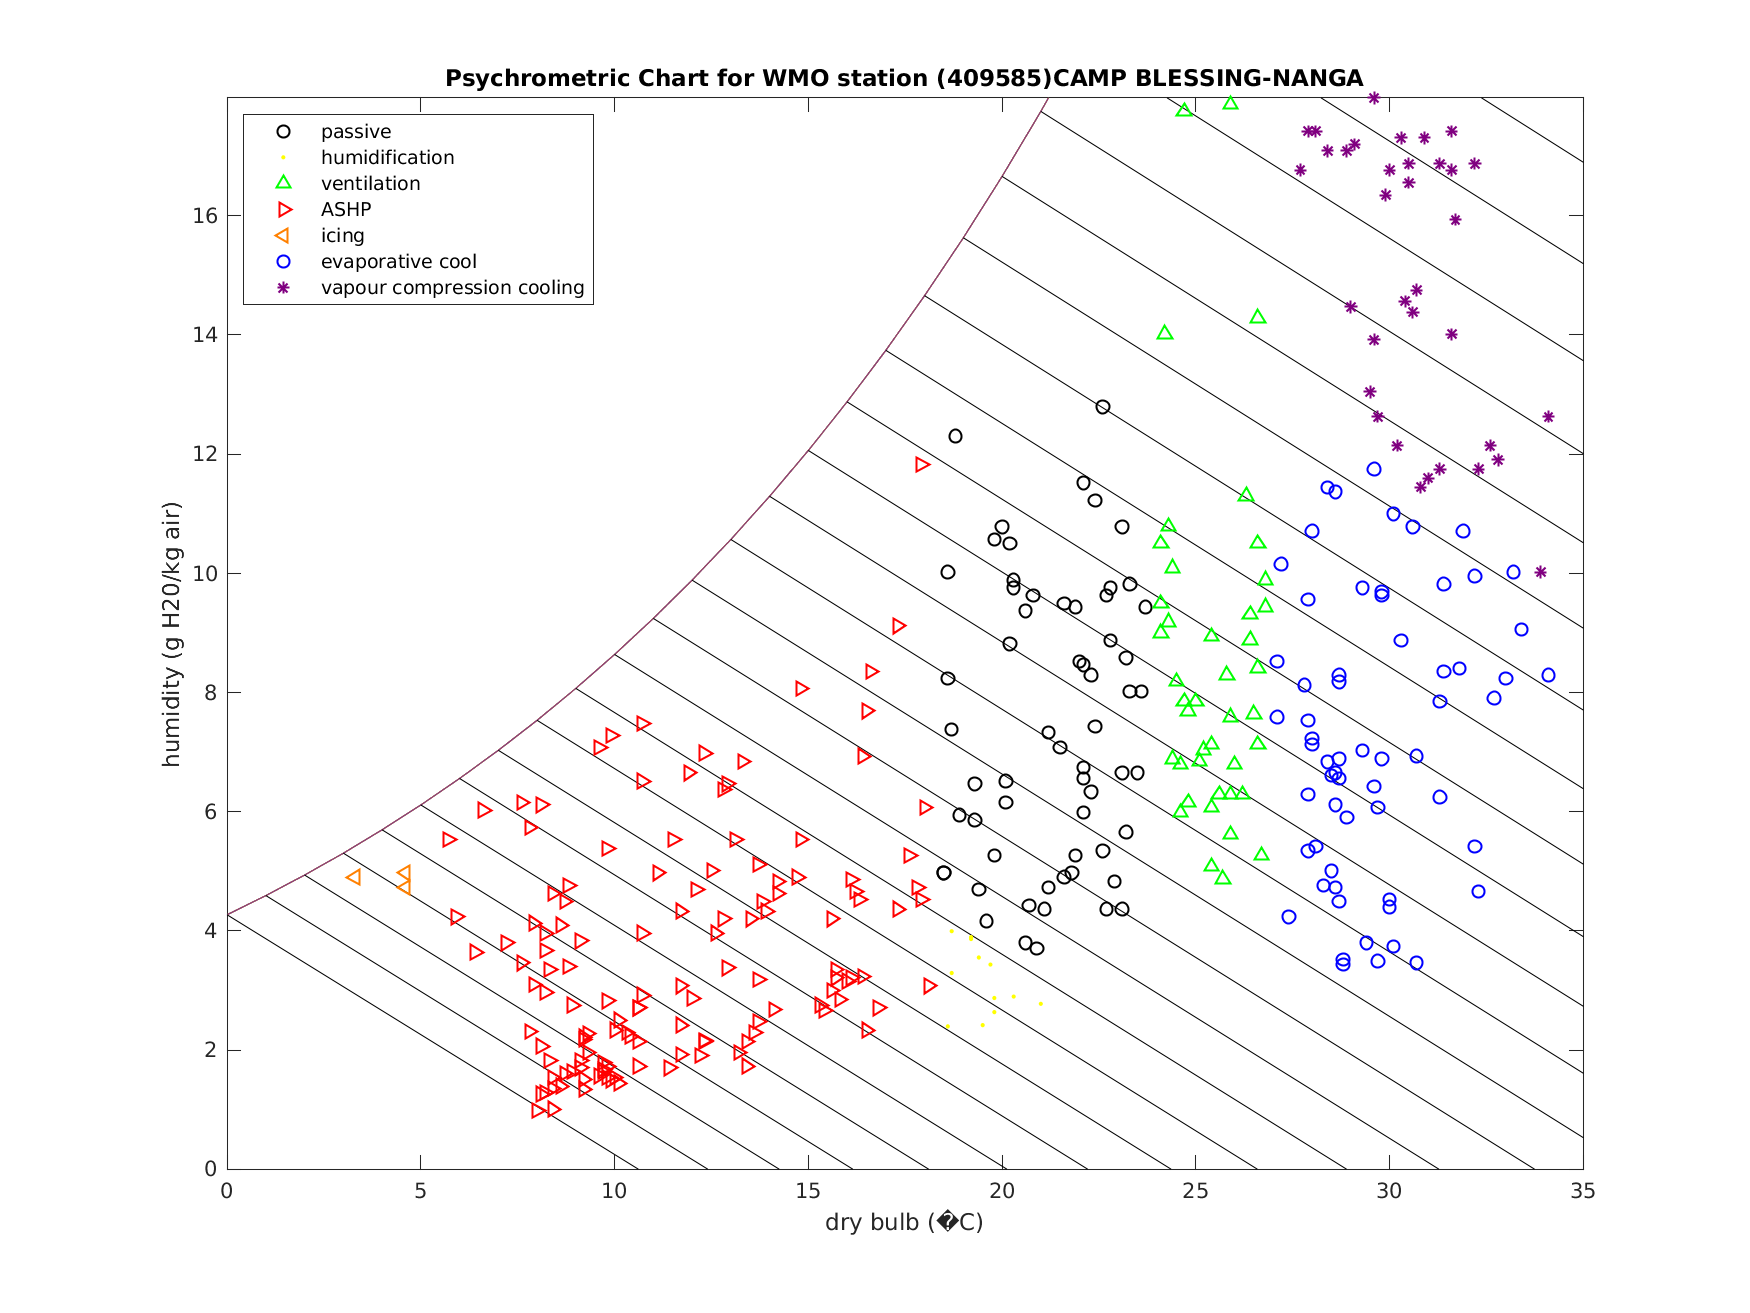 Psychrometric Chart for WMO station (409585)CAMP BLESSING-NANGA
passive
humidification
ventilation
ASHP
icing
evaporative cool
vapour compression cooling
humidity (g H20/kg air)
16
14
12
10
8
6
4
2
0
0 5 10 15 20 25 30 35
dry bulb (�C)